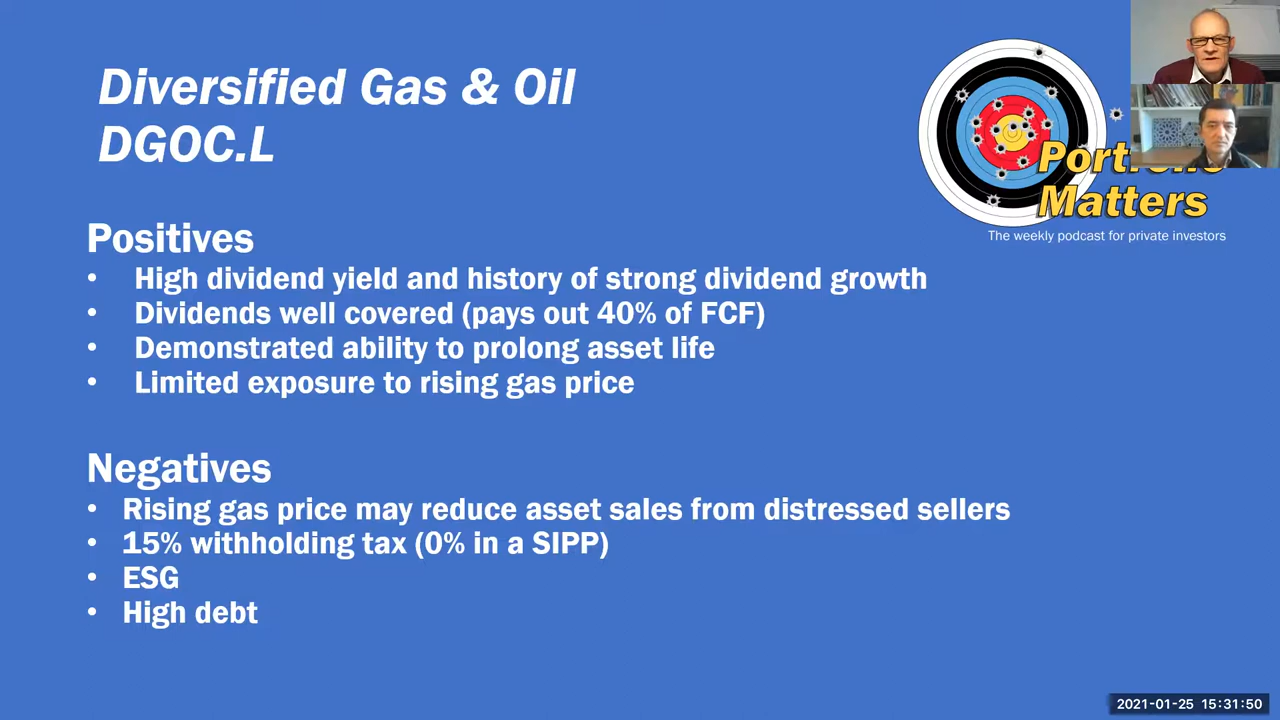 Diversified Gas & Oil
DGOC.L
Matters
The weekly podcast for private investors
Positives
• High dividend yield and history of strong dividend growth
• Dividends well covered (pays out 40% of FCF)
• Demonstrated ability to prolong asset life
• Limited exposure to rising gas price
Negatives
• Rising gas price may reduce asset sales from distressed sellers
• 15% withholding tax (0% in a SIPP)
• ESG
• High debt
2021-01-25 15:31:50